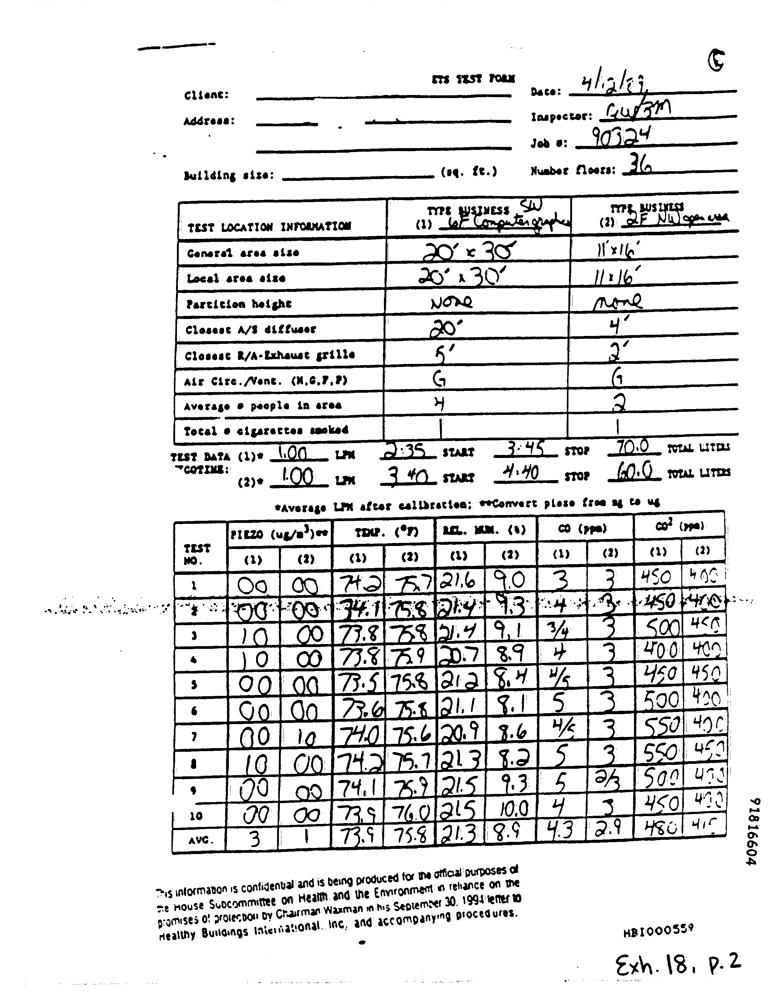 ETS TEST FORM
Client: Date: 4/12/89
Address: Inspector: GW/BM
Job #: 90324
Building size: (sq. ft.) Number floors: 36
TEST LOCATION INFORMATION TYPE BUSINESS SW (1) 6F Computer graphics TYPE BUSINESS (2) 2F NW open area
General area size 20' x 30' 11' x 16'
Local area size 20' x 30' 11 x 16'
Partition height None none
Closest A/S diffuser 20' 4'
Closest R/A-Exhaust grille 5' 2'
Air Circ./Vent. (N,G,F,P) G G
Average # people in area 4 2
Total # cigarettes smoked 1 1
TEST DATA (1)* 1.00 LPM 2:35 START 3:45 STOP 70.0 TOTAL LITERS
COTINE: (2)* 1.00 LPM 3 40 START 4:40 STOP 60.0 TOTAL LITERS
*Average LPM after calibration; **Convert piezo from mg to ug
TEST NO. PIEZO (ug/m³)** TEMP. (°F) REL. HUM. (%) CO (ppm) CO² (ppm)
(1) (2) (1) (2) (1) (2) (1) (2) (1) (2)
1 00 00 74.2 75.7 21.6 9.0 3 3 450 400
2 00 00 74.1 75.8 21.4 9.3 4 3 450
3 10 00 73.8 75.8 21.4 9.1 3/4 3 500 450
4 10 00 73.8 75.9 20.7 8.9 4 3 400 400
5 00 00 73.5 75.8 21.2 8.4 4/5 3 450 450
6 00 00 73.6 75.8 21.1 8.1 5 3 500 400
7 00 10 74.0 75.6 20.9 8.6 4/5 3 550 400
8 10 00 74.2 75.7 21.3 8.2 5 3 550 450
9 00 00 74.1 75.9 21.5 9.3 5 2/3 500 400
10 00 00 73.9 76.0 21.5 10.0 4 3 450 400
AVG. 3 1 73.9 75.8 21.3 8.9 4.3 2.9 480 415
This information is confidential and is being produced for the official purposes of
the House Subcommittee on Health and the Environment in reliance on the
promises of protection by Chairman Waxman in his September 30, 1994 letter to
Healthy Buildings International, Inc, and accompanying procedures.
91816604
HBI000559
Exh. 18, p. 2